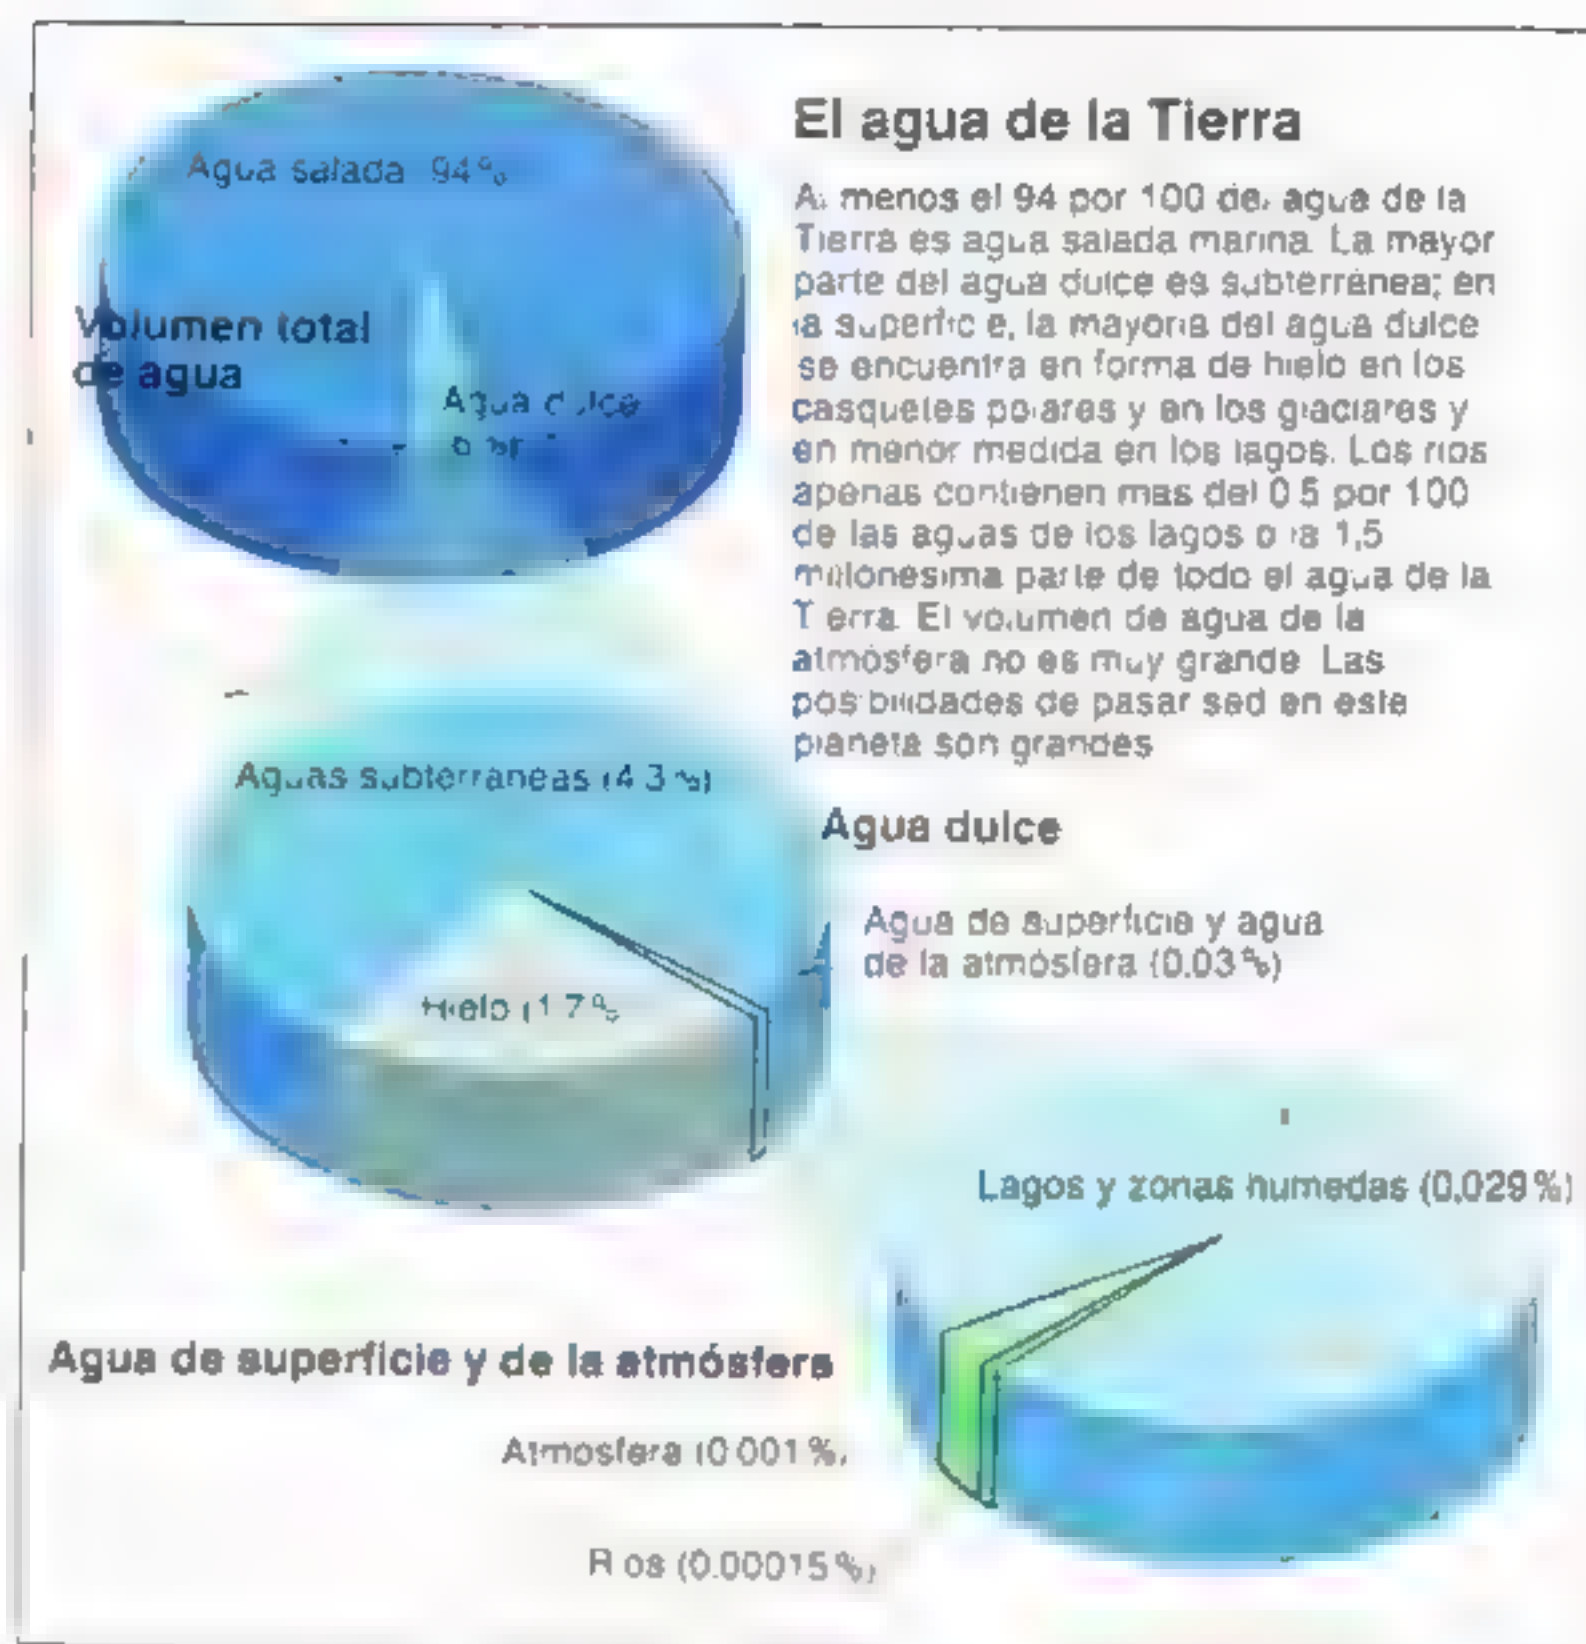 El agua de la Tierra
Al menos el 94 por 100 del agua de la
Tierra es agua salada marina. La mayor
parte del agua dulce es subterránea; en
la superficie, la mayoría del agua dulce
se encuentra en forma de hielo en los
casquetes polares y en los glaciares y
en menor medida en los lagos. Los ríos
apenas contienen mas del 0.5 por 100
de las aguas de los lagos o la 1,5
millonésima parte de todo el agua de la
Tierra. El volumen de agua de la
atmósfera no es muy grande. Las
posibilidades de pasar sed en este
planeta son grandes
Agua salada 94%
Volumen total
de agua
Agua dulce
Aguas subterraneas (4.3%)
Hielo (1.7%)
Agua dulce
Agua de superficie y agua
de la atmósfera (0.03%)
Lagos y zonas humedas (0.029%)
Agua de superficie y de la atmósfera
Atmosfera (0.001%)
Rios (0.00015%)